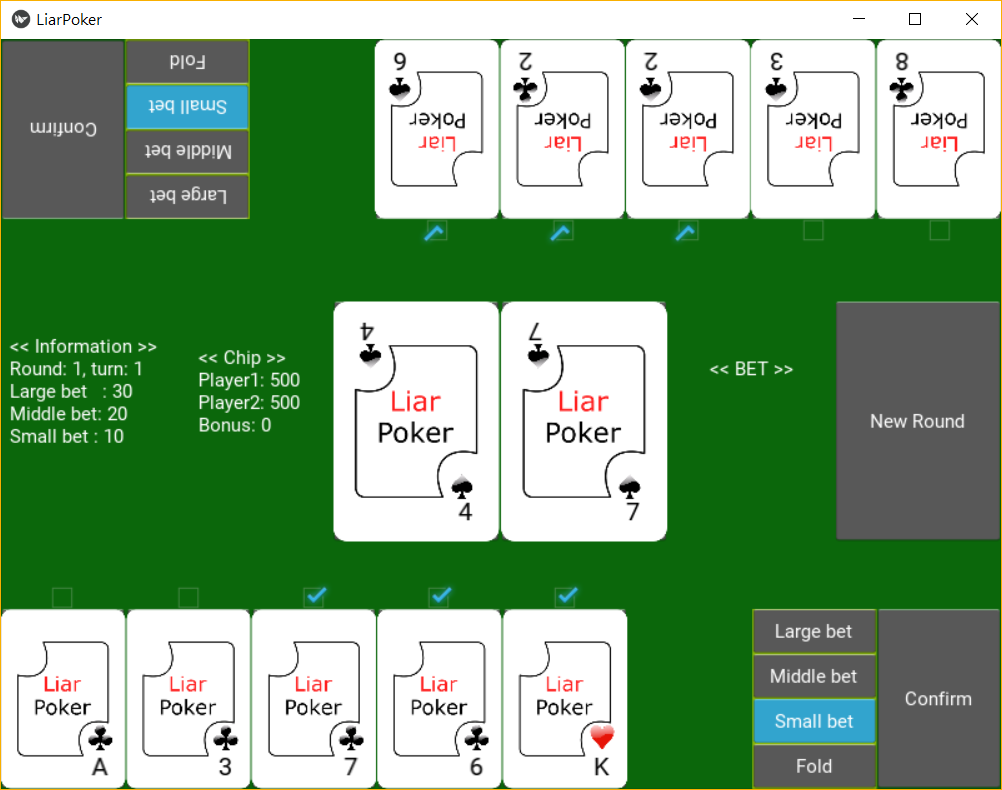 LiarPoker
Confirm
Fold
Small bet
Middle bet
Large bet
9
Liar
Poker
2
Liar
Poker
2
Liar
Poker
3
Liar
Poker
8
Liar
Poker
<< Information >>
Round: 1, turn: 1
Large bet : 30
Middle bet: 20
Small bet : 10
<< Chip >>
Player1: 500
Player2: 500
Bonus: 0
4
Liar
Poker
4
7
Liar
Poker
7
<< BET >>
New Round
Liar
Poker
A
Liar
Poker
3
Liar
Poker
7
Liar
Poker
6
Liar
Poker
K
Large bet
Middle bet
Small bet
Fold
Confirm